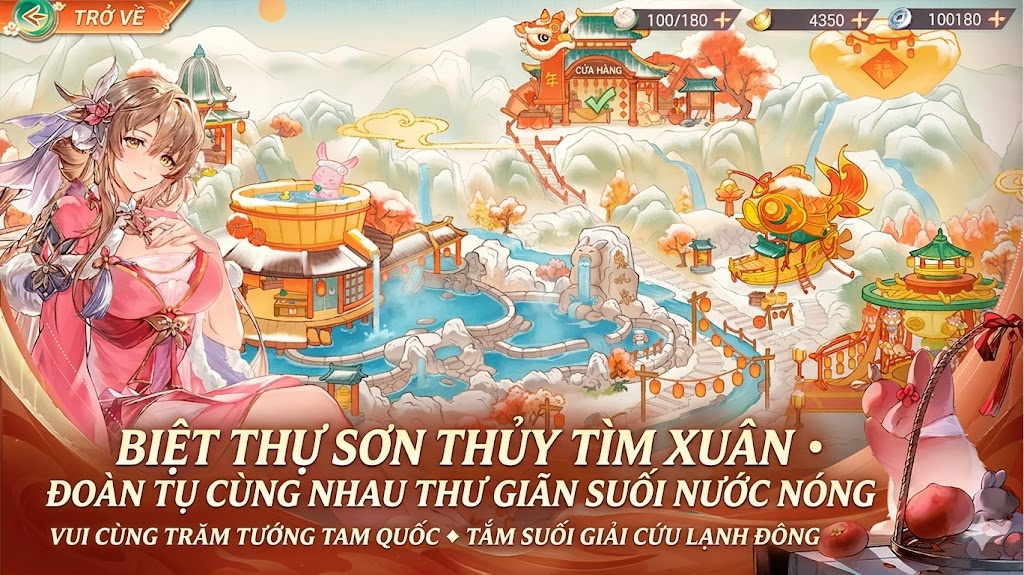 TRỞ VỀ
100/180
4350
100180
CỬA HÀNG
年
福
BIỆT THỰ SƠN THỦY TÌM XUÂN •
ĐOÀN TỤ CÙNG NHAU THƯ GIÃN SUỐI NƯỚC NÓNG
VUI CÙNG TRĂM TƯỚNG TAM QUỐC ◆ TẮM SUỐI GIẢI CỨU LẠNH ĐÔNG